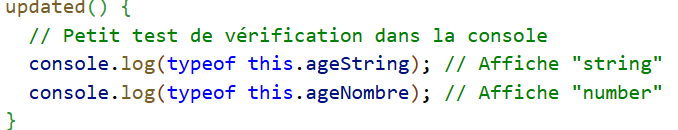 updated() {
// Petit test de vérification dans la console
console.log(typeof this.ageString); // Affiche "string"
console.log(typeof this.ageNombre); // Affiche "number"
}